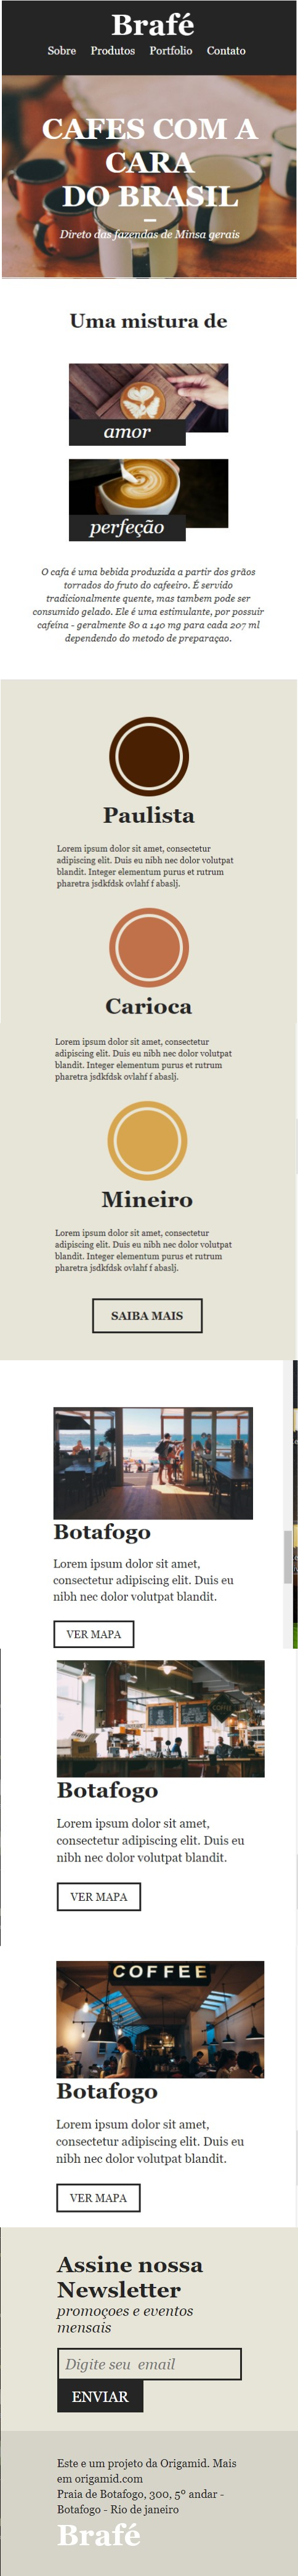 Brafé
Sobre Produtos Portfolio Contato
CAFES COM A
CARA
DO BRASIL
Direto das fazendas de Minsa gerais
Uma mistura de
amor
perfeção
O cafa é uma bebida produzida a partir dos grãos
torrados do fruto do cafeeiro. É servido
tradicionalmente quente, mas tambem pode ser
consumido gelado. Ele é uma estimulante, por possuir
cafeína - geralmente 80 a 140 mg para cada 207 ml
dependendo do metodo de preparaçao.
Paulista
Lorem ipsum dolor sit amet, consectetur
adipiscing elit. Duis eu nibh nec dolor volutpat
blandit. Integer elementum purus et rutrum
pharetra jsdkfdsk ovlahf f abaslj.
Carioca
Lorem ipsum dolor sit amet, consectetur
adipiscing elit. Duis eu nibh nec dolor volutpat
blandit. Integer elementum purus et rutrum
pharetra jsdkfdsk ovlahf f abaslj.
Mineiro
Lorem ipsum dolor sit amet, consectetur
adipiscing elit. Duis eu nibh nec dolor volutpat
blandit. Integer elementum purus et rutrum
pharetra jsdkfdsk ovlahf f abaslj.
SAIBA MAIS
Botafogo
Lorem ipsum dolor sit amet,
consectetur adipiscing elit. Duis eu
nibh nec dolor volutpat blandit.
VER MAPA
Botafogo
Lorem ipsum dolor sit amet,
consectetur adipiscing elit. Duis eu
nibh nec dolor volutpat blandit.
VER MAPA
COFFEE
Botafogo
Lorem ipsum dolor sit amet,
consectetur adipiscing elit. Duis eu
nibh nec dolor volutpat blandit.
VER MAPA
Assine nossa
Newsletter
promoçoes e eventos
mensais
Digite seu email
ENVIAR
Este e um projeto da Origamid. Mais
em origamid.com
Praia de Botafogo, 300, 5º andar -
Botafogo - Rio de janeiro
Brafé